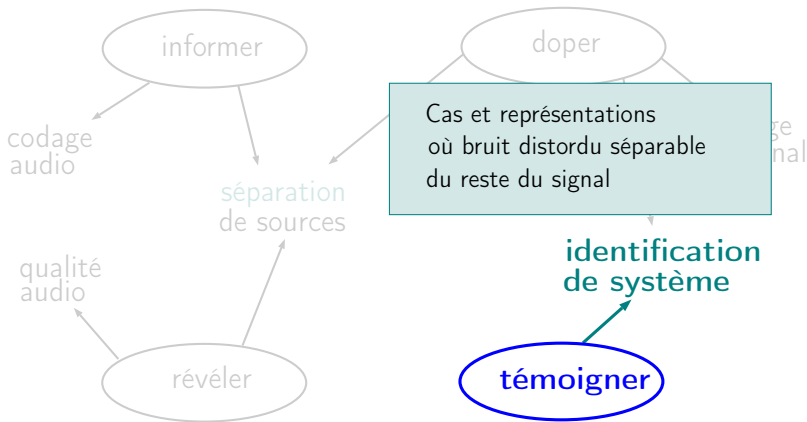 informer
doper
Cas et représentations
où bruit distordu séparable
du reste du signal
codage
audio
séparation
de sources
identification
de système
qualité
audio
révéler
témoigner